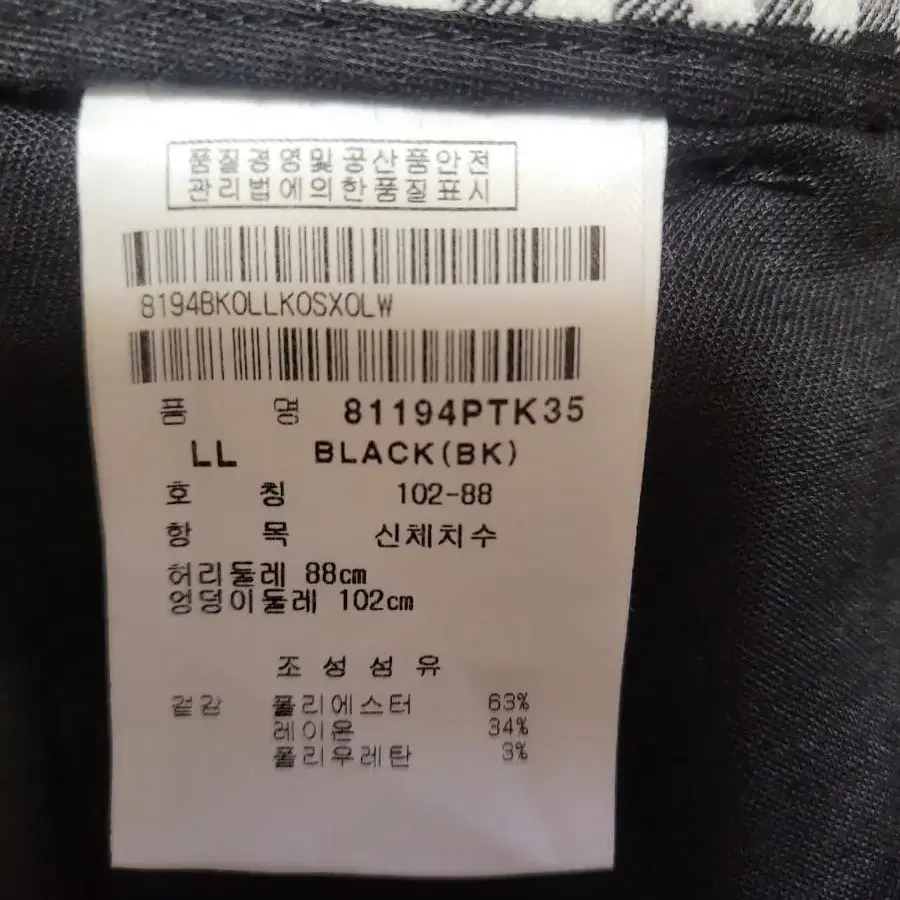 품질경영및공산품안전
관리법에의한품질표시
8194BKOLLKOSXOLW
품 명 81194PTK35
LL BLACK(BK)
호 칭 102-88
항 목 신체치수
허리둘레 88cm
엉덩이둘레 102cm
조 성 섬 유
겉감 폴리에스터 63%
레이온 34%
폴리우레탄 3%